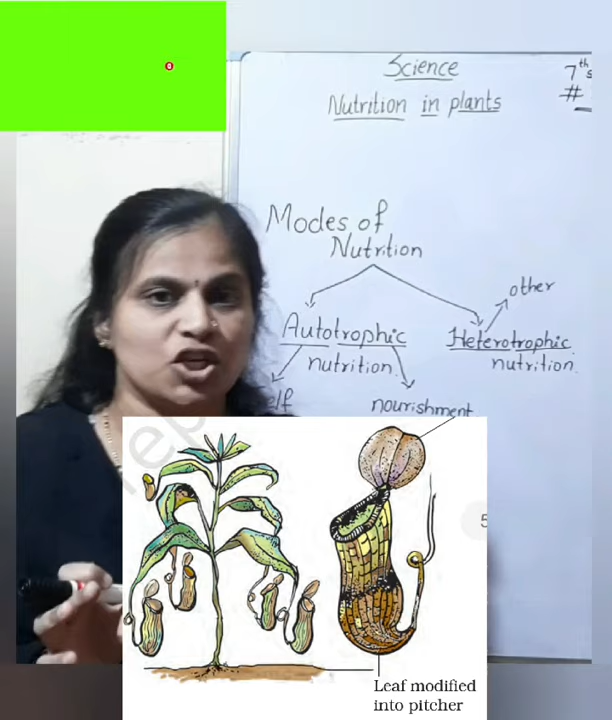 Science
7th s
#
Nutrition in plants
Modes of
Nutrition
other
Autotrophic
nutrition
Heterotrophic
nutrition
elf
nourishment
5
Leaf modified
into pitcher